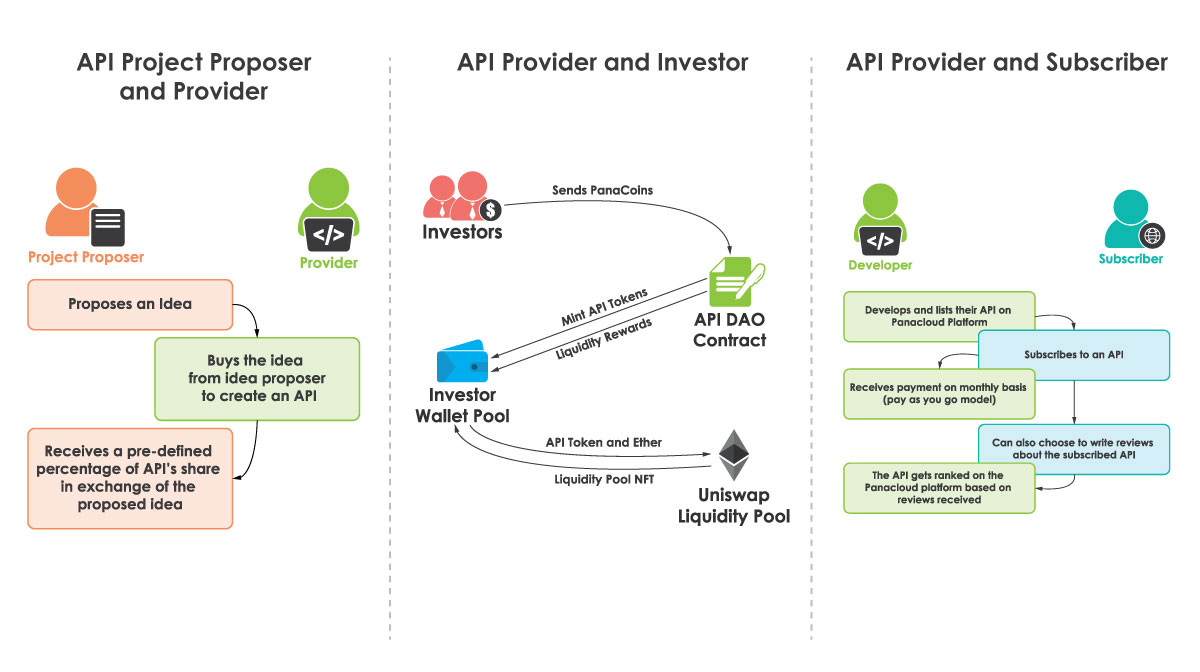 API Project Proposer
and Provider
Project Proposer
</>
Provider
Proposes an Idea
Buys the idea
from idea proposer
to create an API
Receives a pre-defined
percentage of API's share
in exchange of the
proposed idea
API Provider and Investor
$
Investors
Sends PanaCoins
API DAO
Contract
Mint API Tokens
Liquidity Rewards
Investor
Wallet Pool
API Token and Ether
Liquidity Pool NFT
Uniswap
Liquidity Pool
API Provider and Subscriber
</>
Developer
Subscriber
Develops and lists their API on
Panacloud Platform
Subscribes to an API
Receives payment on monthly basis
(pay as you go model)
Can also choose to write reviews
about the subscribed API
The API gets ranked on the
Panacloud platform based on
reviews received